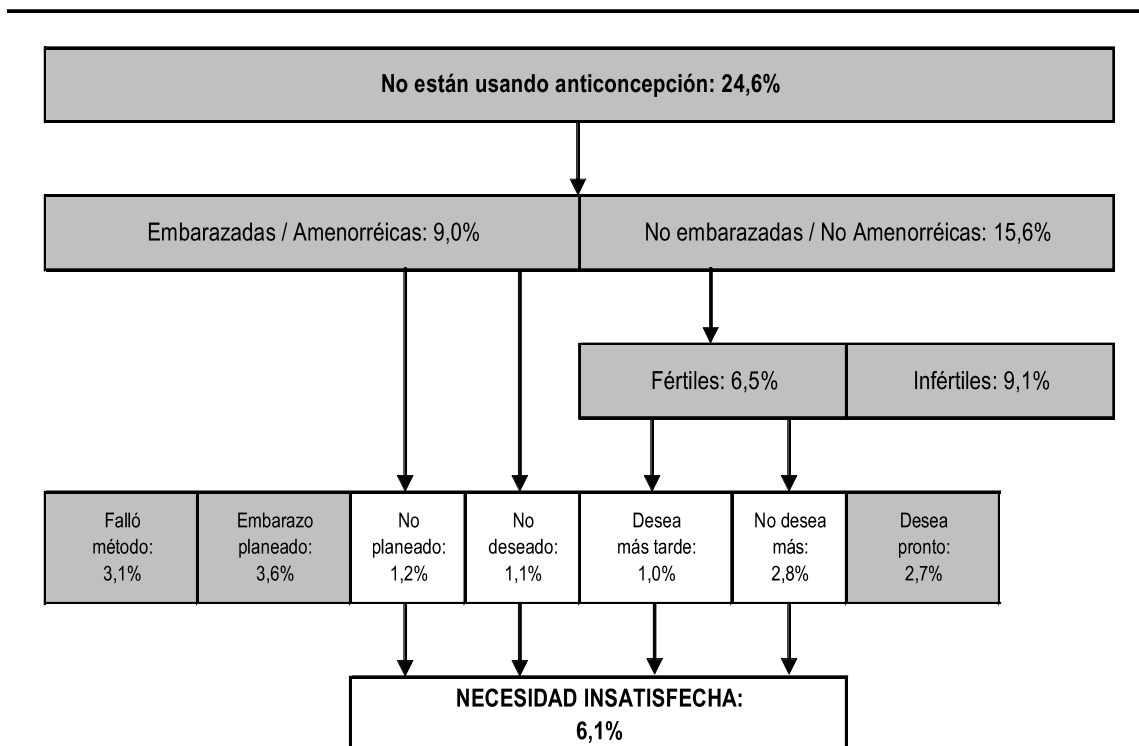 No están usando anticoncepción: 24,6%
Embarazadas / Amenorréicas: 9,0%
No embarazadas / No Amenorréicas: 15,6%
Fértiles: 6,5%
Infértiles: 9,1%
Falló
método:
3,1%
Embarazo
planeado:
3,6%
No
planeado:
1,2%
No
deseado:
1,1%
Desea
más tarde:
1,0%
No desea
más:
2,8%
Desea
pronto:
2,7%
NECESIDAD INSATISFECHA:
6,1%